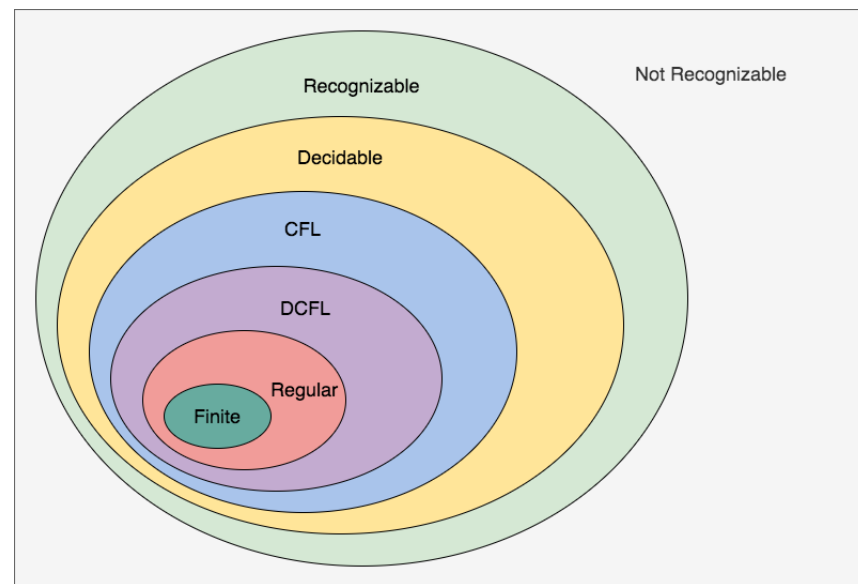 Not Recognizable
Recognizable
Decidable
CFL
DCFL
Regular
Finite